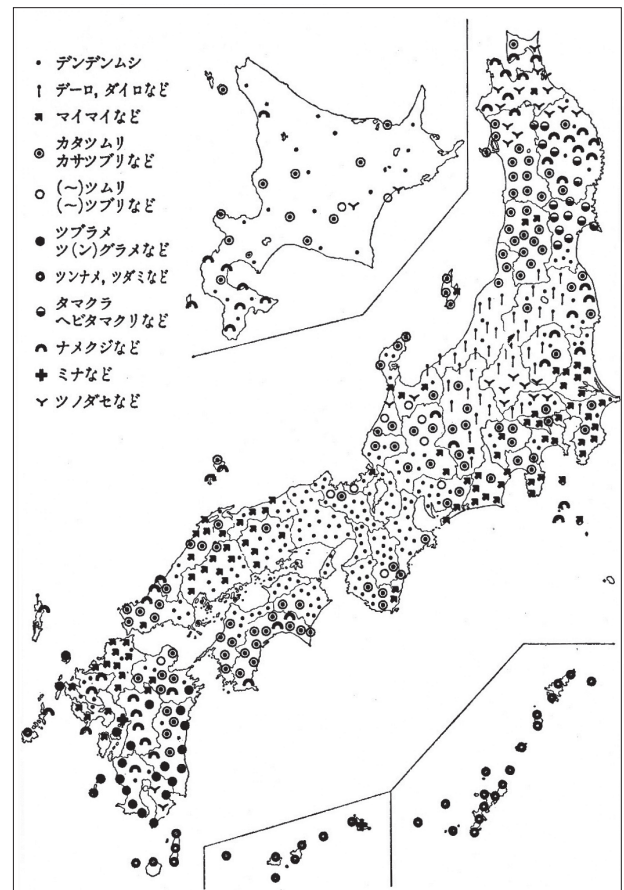 デンデンムシ
デーロ,ダイロなど
マイマイなど
カタツムリ
カサツブリなど
(〜)ツムリ
(〜)ツブリなど
ツブラメ
ツ(ン)グラメなど
ツンナメ,ツダミなど
タマクラ
ヘビタマクリなど
ナメクジなど
ミナなど
ツノダセなど